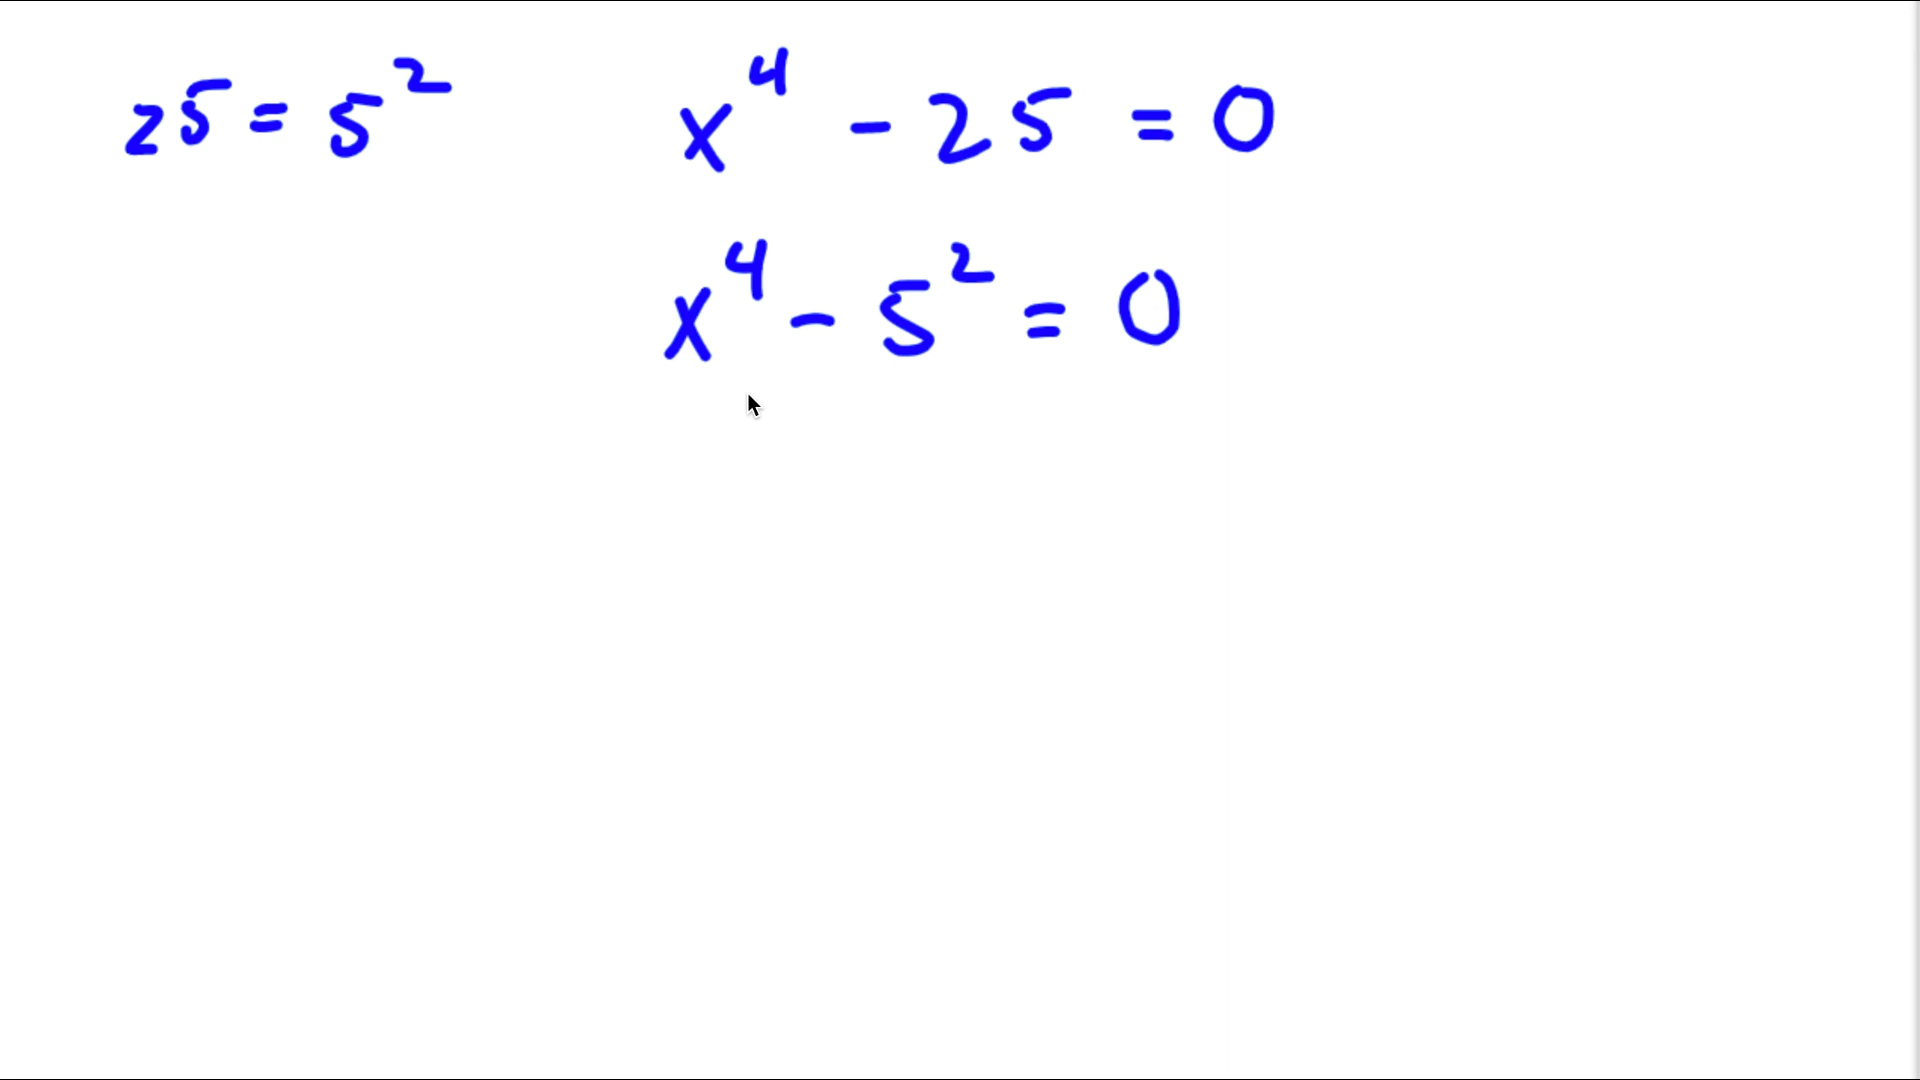 25 = 5²
x⁴ - 25 = 0
x⁴ - 5² = 0